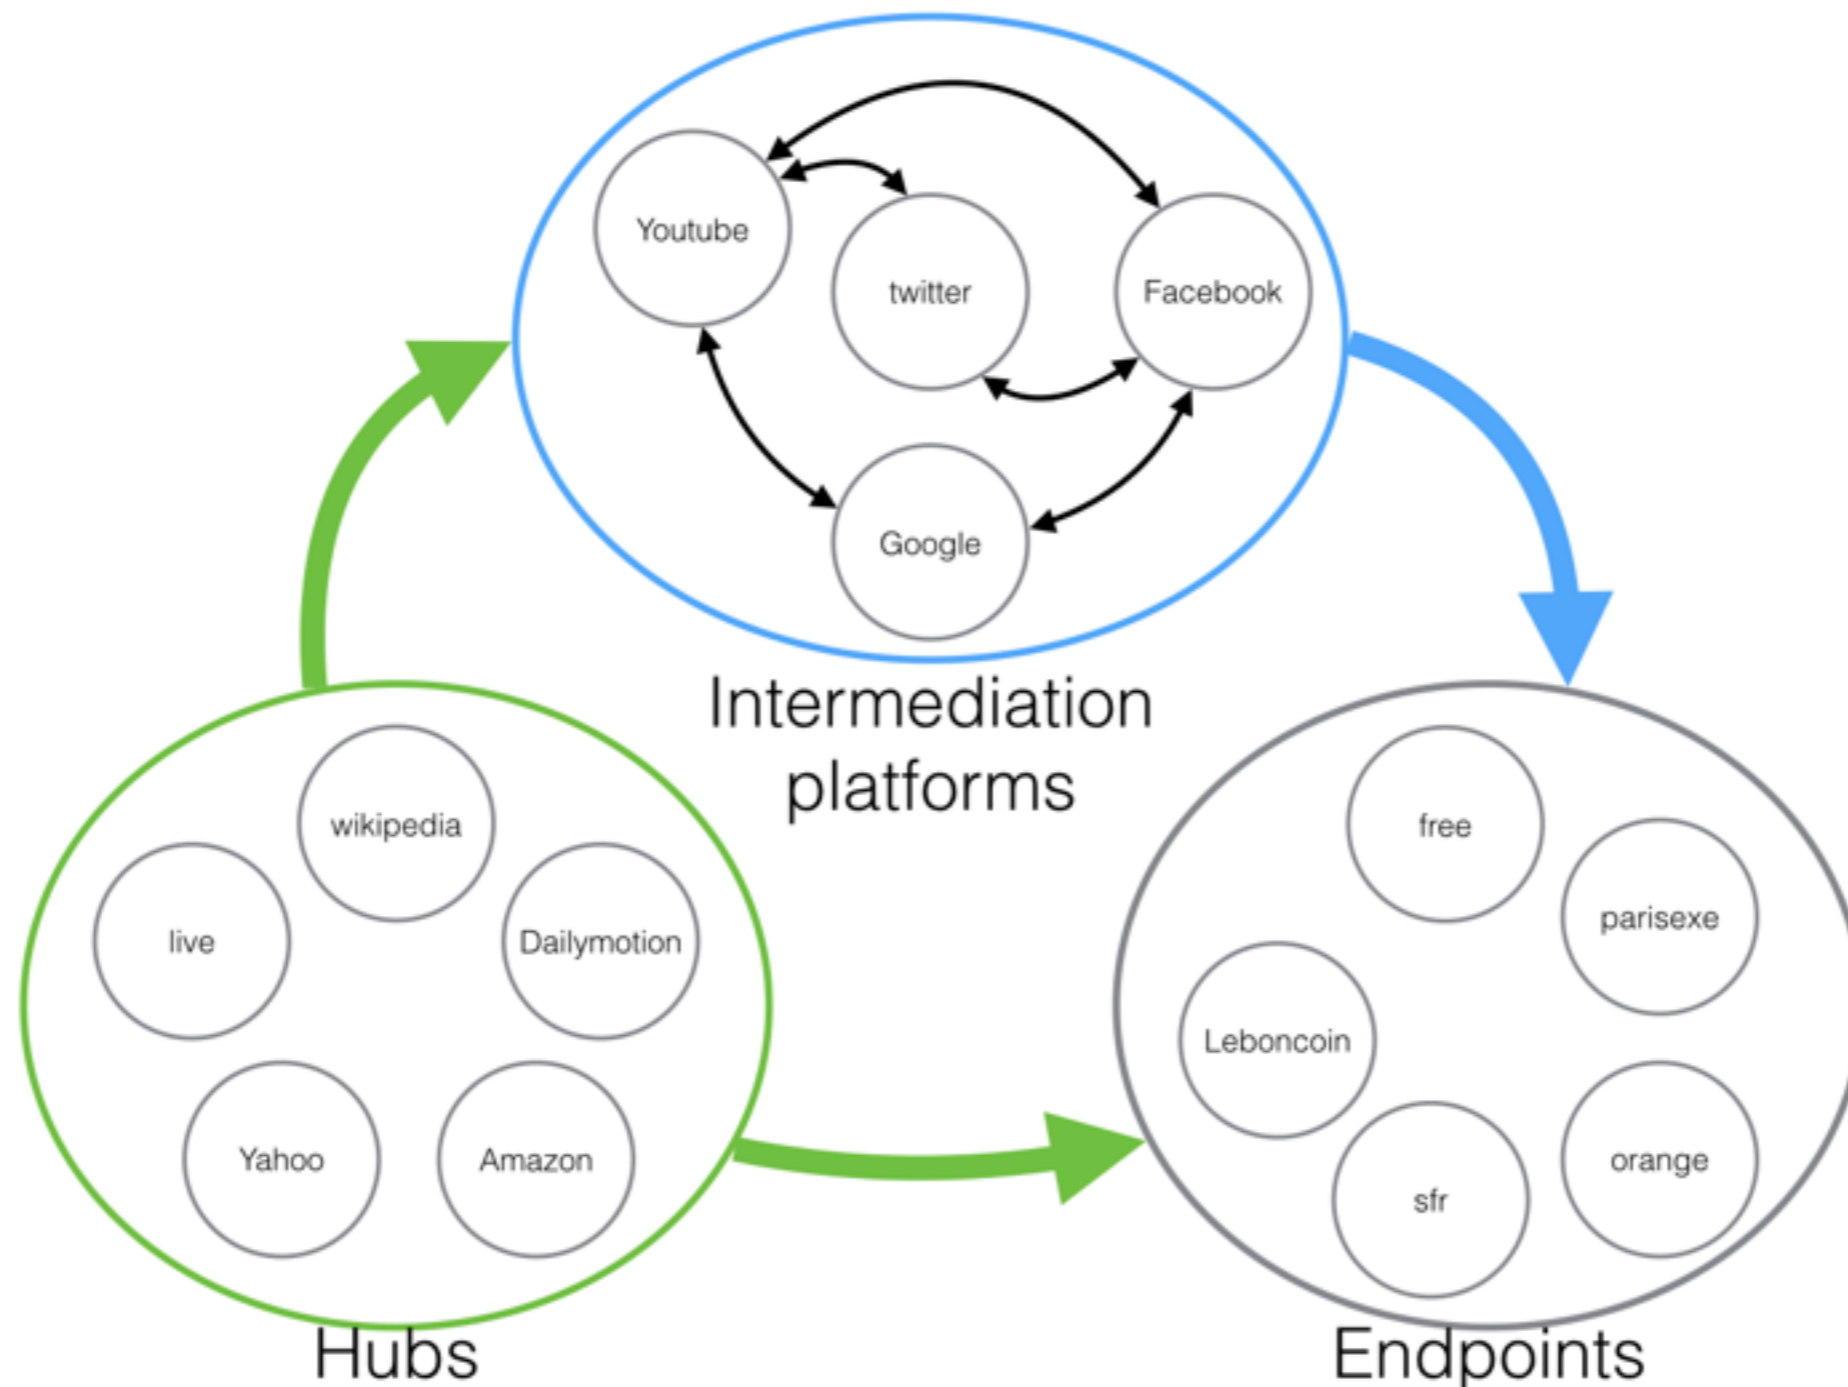 Youtube
twitter
Facebook
Google
Intermediation
platforms
wikipedia
live
Dailymotion
Yahoo
Amazon
Hubs
free
parisexe
Leboncoin
orange
sfr
Endpoints